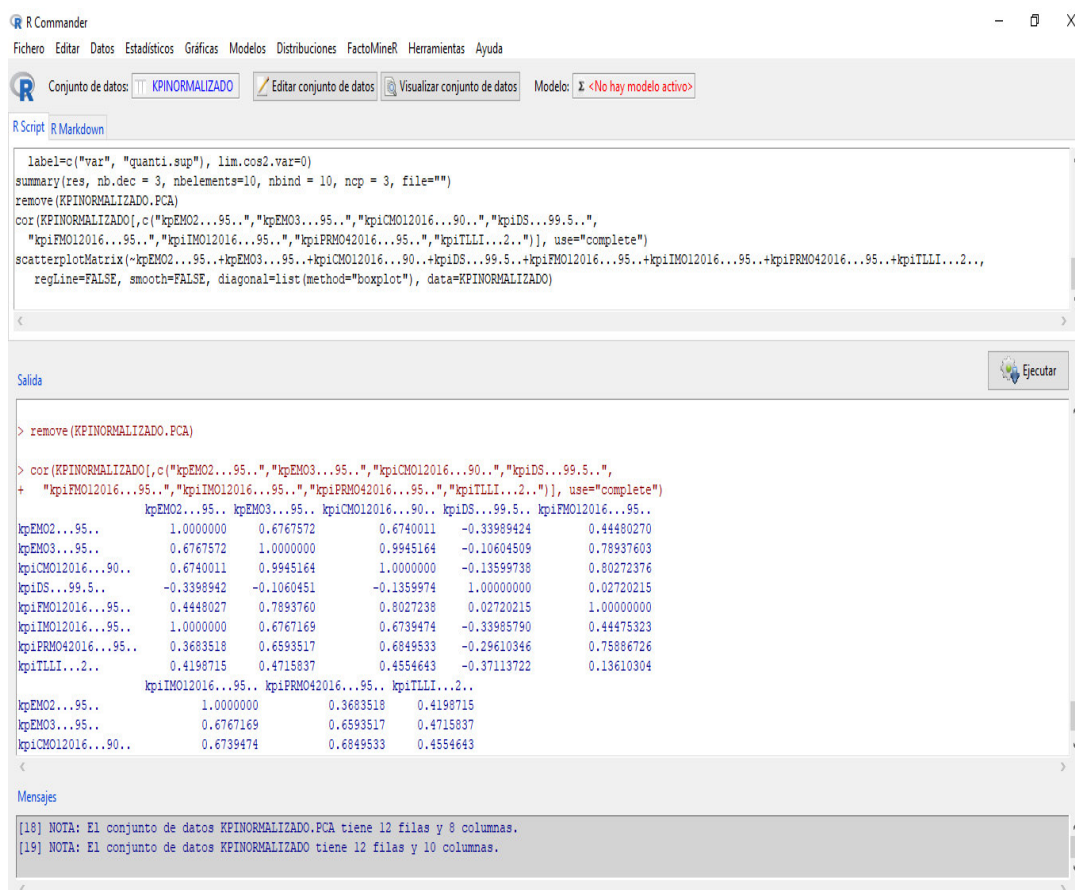 R Commander
Fichero Editar Datos Estadísticos Gráficas Modelos Distribuciones FactoMineR Herramientas Ayuda
R Conjunto de datos: KPINORMALIZADO Editar conjunto de datos Visualizar conjunto de datos Modelo: Σ <No hay modelo activo>
R Script R Markdown
label=c("var", "quanti.sup"), lim.cos2.var=0)
summary(res, nb.dec = 3, nbelements=10, nbind = 10, ncp = 3, file="")
remove(KPINORMALIZADO.PCA)
cor(KPINORMALIZADO[,c("kpEMO2...95..","kpEMO3...95..","kpiCMO12016...90..","kpiDS...99.5..",
"kpiFMO12016...95..","kpiIMO12016...95..","kpiPRMO42016...95..","kpiTLLI...2..")], use="complete")
scatterplotMatrix(~kpEMO2...95..+kpEMO3...95..+kpiCMO12016...90..+kpiDS...99.5..+kpiFMO12016...95..+kpiIMO12016...95..+kpiPRMO42016...95..+kpiTLLI...2..,
regLine=FALSE, smooth=FALSE, diagonal=list(method="boxplot"), data=KPINORMALIZADO)
Ejecutar
Salida
> remove(KPINORMALIZADO.PCA)
> cor(KPINORMALIZADO[,c("kpEMO2...95..","kpEMO3...95..","kpiCMO12016...90..","kpiDS...99.5..",
+ "kpiFMO12016...95..","kpiIMO12016...95..","kpiPRMO42016...95..","kpiTLLI...2..")], use="complete")
kpEMO2...95.. kpEMO3...95.. kpiCMO12016...90.. kpiDS...99.5.. kpiFMO12016...95..
kpEMO2...95.. 1.0000000 0.6767572 0.6740011 -0.33989424 0.44480270
kpEMO3...95.. 0.6767572 1.0000000 0.9945164 -0.10604509 0.78937603
kpiCMO12016...90.. 0.6740011 0.9945164 1.0000000 -0.13599738 0.80272376
kpiDS...99.5.. -0.3398942 -0.1060451 -0.1359974 1.00000000 0.02720215
kpiFMO12016...95.. 0.4448027 0.7893760 0.8027238 0.02720215 1.00000000
kpiIMO12016...95.. 1.0000000 0.6767169 0.6739474 -0.33985790 0.44475323
kpiPRMO42016...95.. 0.3683518 0.6593517 0.6849533 -0.29610346 0.75886726
kpiTLLI...2.. 0.4198715 0.4715837 0.4554643 -0.37113722 0.13610304
kpiIMO12016...95.. kpiPRMO42016...95.. kpiTLLI...2..
kpEMO2...95.. 1.0000000 0.3683518 0.4198715
kpEMO3...95.. 0.6767169 0.6593517 0.4715837
kpiCMO12016...90.. 0.6739474 0.6849533 0.4554643
Mensajes
[18] NOTA: El conjunto de datos KPINORMALIZADO.PCA tiene 12 filas y 8 columnas.
[19] NOTA: El conjunto de datos KPINORMALIZADO tiene 12 filas y 10 columnas.